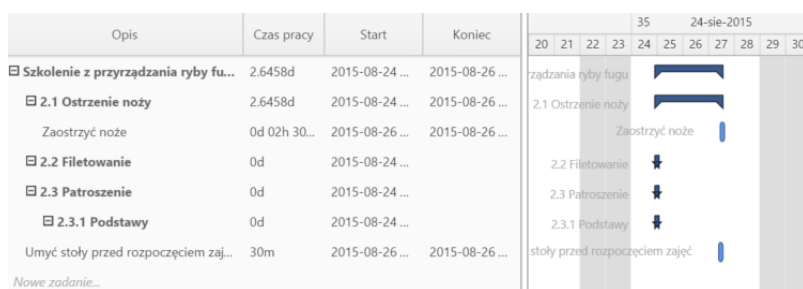 35 24-sie-2015
Opis Czas pracy Start Koniec
20 21 22 23 24 25 26 27 28 29 30
Szkolenie z przyrządzania ryby fu... 2.6458d 2015-08-24 ... 2015-08-26 ... rządzania ryby fugu
2.1 Ostrzenie noży 2.6458d 2015-08-24 ... 2015-08-26 ... 2.1 Ostrzenie noży
Zaostrzyć noże 0d 02h 30... 2015-08-26 ... 2015-08-26 ... Zaostrzyć noże
2.2 Filetowanie 0d 2015-08-24 ... 2.2 Filetowanie
2.3 Patroszenie 0d 2015-08-24 ... 2.3 Patroszenie
2.3.1 Podstawy 0d 2015-08-24 ... 2.3.1 Podstawy
Umyć stoły przed rozpoczęciem zaj... 30m 2015-08-26 ... 2015-08-26 ... stoły przed rozpoczęciem zajęć
Nowe zadanie...